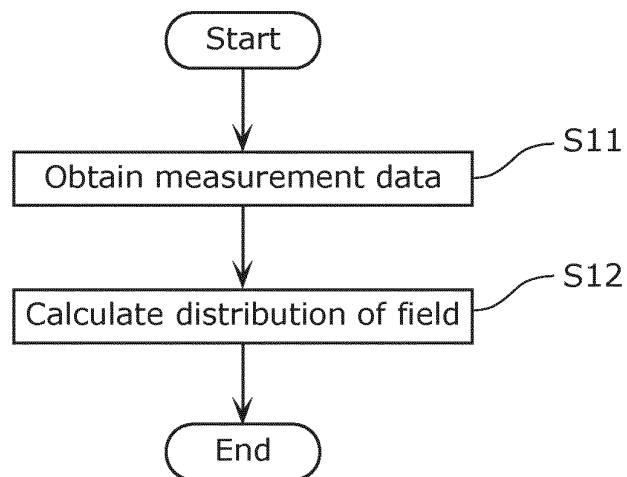 Start
Obtain measurement data
S11
Calculate distribution of field
S12
End